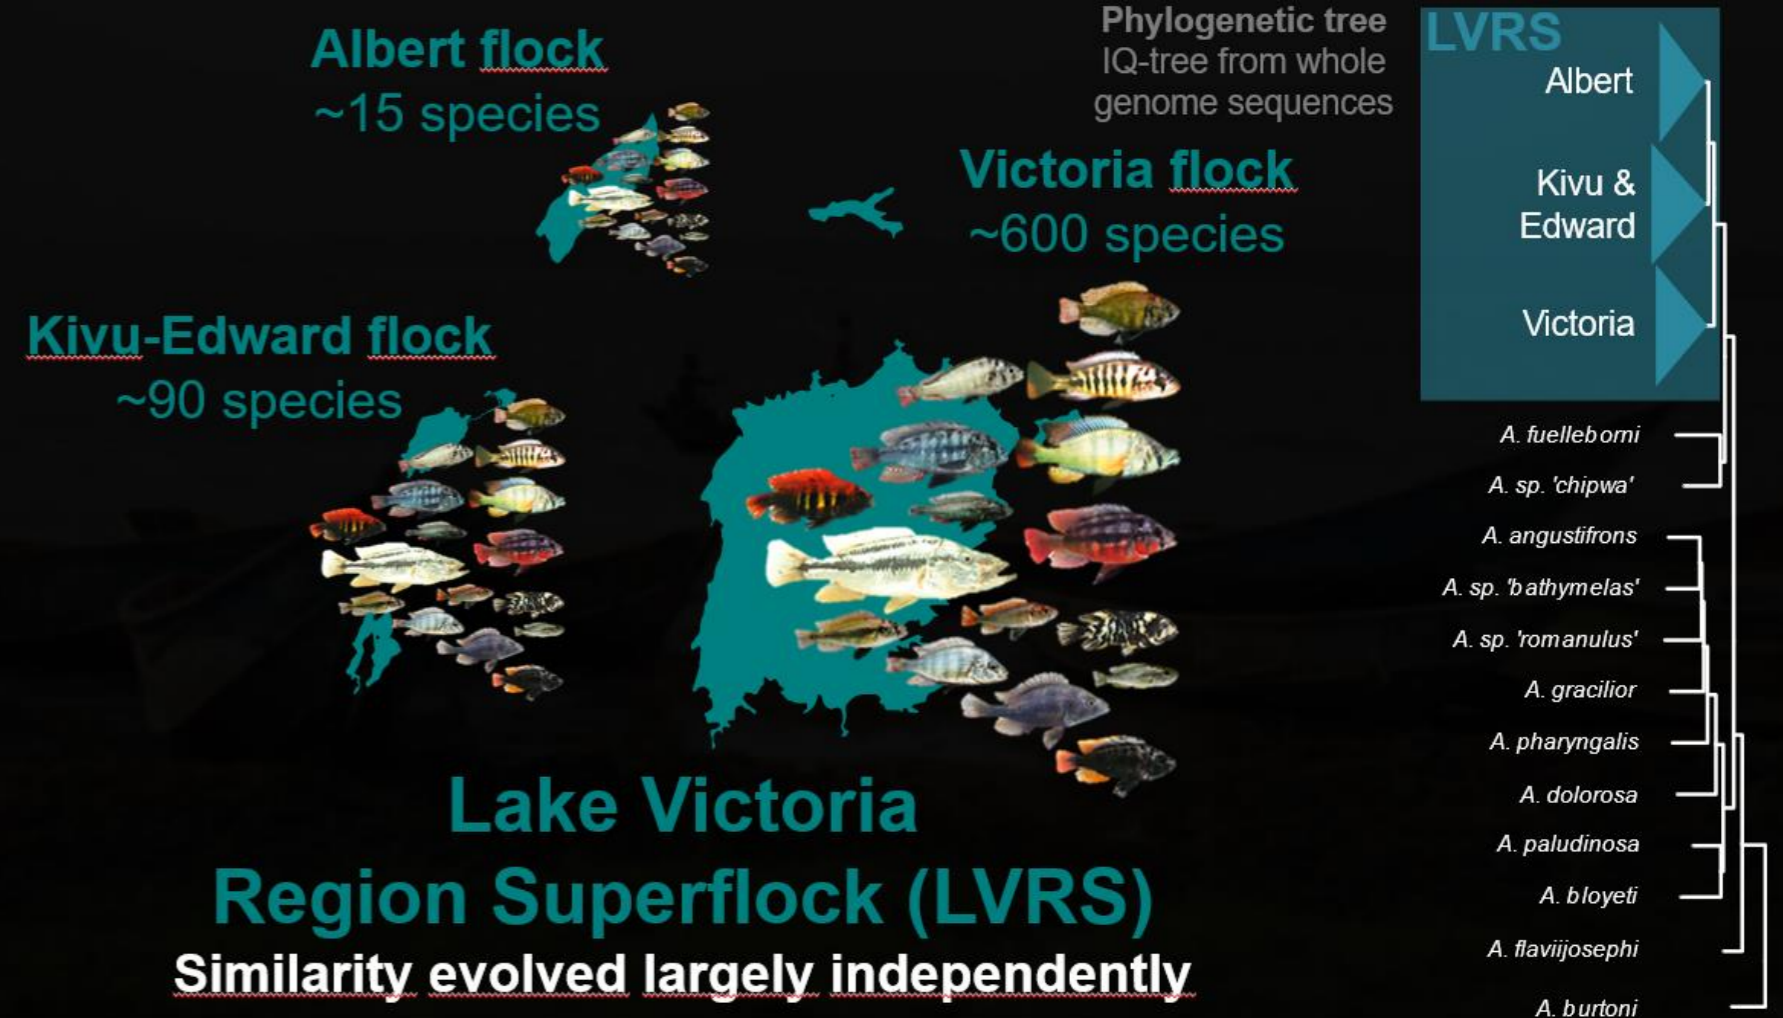 Albert flock
~15 species
Kivu-Edward flock
~90 species
Victoria flock
~600 species
Lake Victoria
Region Superflock (LVRS)
Similarity evolved largely independently
Phylogenetic tree
IQ-tree from whole
genome sequences
LVRS
Albert
Kivu &
Edward
Victoria
A. fuelleborni
A. sp. 'chipwa'
A. angustifrons
A. sp. 'bathymelas'
A. sp. 'romanulus'
A. gracilior
A. pharyngalis
A. dolorosa
A. paludinosa
A. bloyeti
A. flaviijosephi
A. burtoni